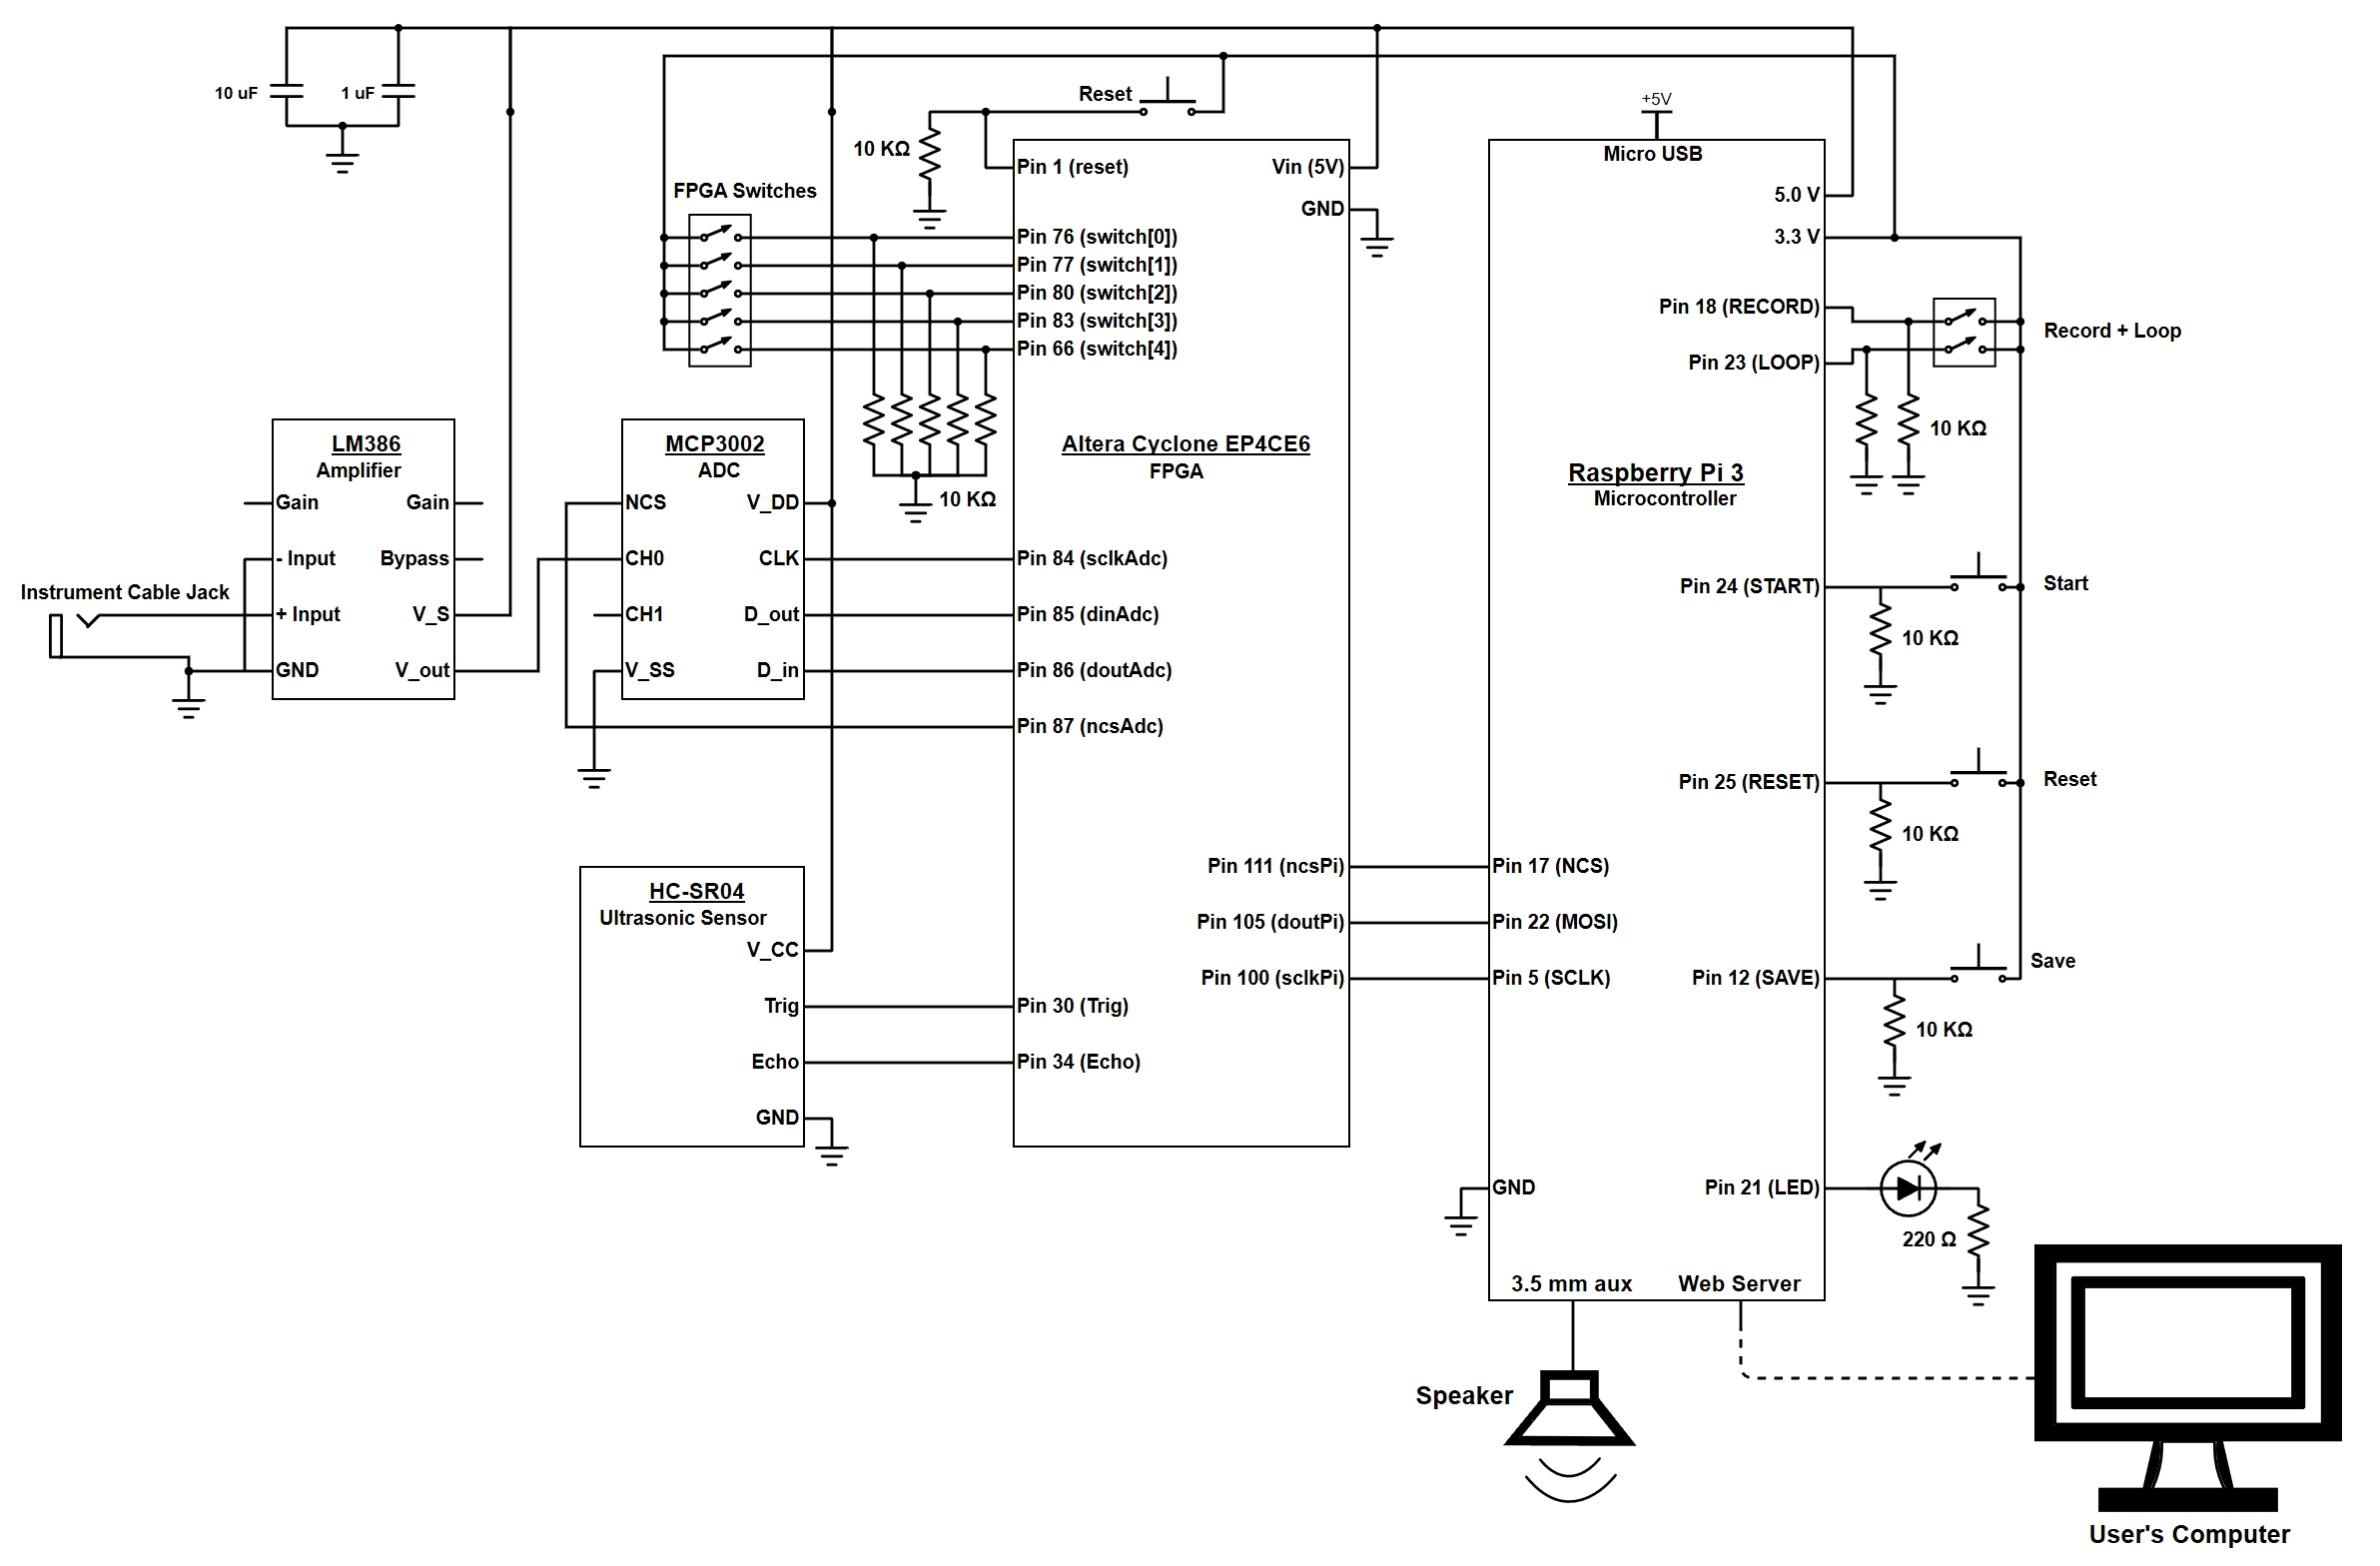 10 uF
1 uF
Reset
10 KΩ
FPGA Switches
+5V
Micro USB
Pin 1 (reset)
Vin (5V)
GND
Pin 76 (switch[0])
Pin 77 (switch[1])
Pin 80 (switch[2])
Pin 83 (switch[3])
Pin 66 (switch[4])
5.0 V
3.3 V
Pin 18 (RECORD)
Pin 23 (LOOP)
Record + Loop
10 KΩ
LM386
Amplifier
Gain
Gain
- Input
Bypass
+ Input
V_S
GND
V_out
Instrument Cable Jack
MCP3002
ADC
NCS
V_DD
CH0
CLK
CH1
D_out
V_SS
D_in
10 KΩ
Altera Cyclone EP4CE6
FPGA
Pin 84 (sclkAdc)
Pin 85 (dinAdc)
Pin 86 (doutAdc)
Pin 87 (ncsAdc)
Raspberry Pi 3
Microcontroller
Pin 24 (START)
Start
10 KΩ
Pin 25 (RESET)
Reset
10 KΩ
HC-SR04
Ultrasonic Sensor
V_CC
Trig
Echo
GND
Pin 111 (ncsPi)
Pin 105 (doutPi)
Pin 100 (sclkPi)
Pin 30 (Trig)
Pin 34 (Echo)
Pin 17 (NCS)
Pin 22 (MOSI)
Pin 5 (SCLK)
Pin 12 (SAVE)
Save
10 KΩ
GND
Pin 21 (LED)
220 Ω
3.5 mm aux
Web Server
Speaker
User's Computer